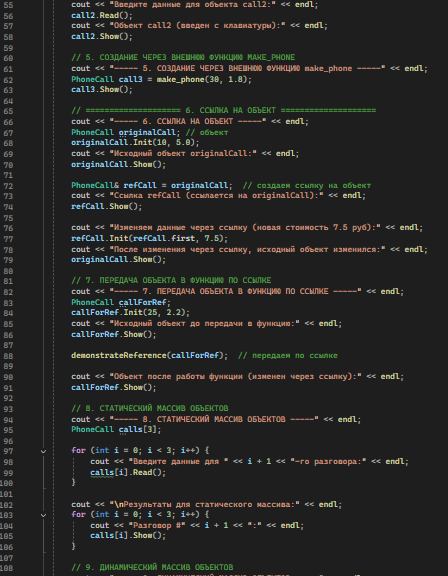 55 cout << "Введите данные для объекта call2:" << endl;
56 call2.Read();
57 cout << "Объект call2 (введен с клавиатуры):" << endl;
58 call2.Show();
59
60 // 5. СОЗДАНИЕ ЧЕРЕЗ ВНЕШНЮЮ ФУНКЦИЮ MAKE_PHONE
61 cout << "----- 5. СОЗДАНИЕ ЧЕРЕЗ ВНЕШНЮЮ ФУНКЦИЮ make_phone -----" << endl;
62 PhoneCall call3 = make_phone(30, 1.8);
63 call3.Show();
64
65 // ==================== 6. ССЫЛКА НА ОБЪЕКТ ====================
66 cout << "----- 6. ССЫЛКА НА ОБЪЕКТ -----" << endl;
67 PhoneCall originalCall; // объект
68 originalCall.Init(10, 5.0);
69 cout << "Исходный объект originalCall:" << endl;
70 originalCall.Show();
71
72 PhoneCall& refCall = originalCall; // создаем ссылку на объект
73 cout << "Ссылка refCall (ссылается на originalCall):" << endl;
74 refCall.Show();
75
76 cout << "Изменяем данные через ссылку (новая стоимость 7.5 руб):" << endl;
77 refCall.Init(refCall.first, 7.5);
78 cout << "После изменения через ссылку, исходный объект изменился:" << endl;
79 originalCall.Show();
80
81 // 7. ПЕРЕДАЧА ОБЪЕКТА В ФУНКЦИЮ ПО ССЫЛКЕ
82 cout << "----- 7. ПЕРЕДАЧА ОБЪЕКТА В ФУНКЦИЮ ПО ССЫЛКЕ -----" << endl;
83 PhoneCall callForRef;
84 callForRef.Init(25, 2.2);
85 cout << "Исходный объект до передачи в функцию:" << endl;
86 callForRef.Show();
87
88 demonstrateReference(callForRef); // передаем по ссылке
89
90 cout << "Объект после работы функции (изменен через ссылку):" << endl;
91 callForRef.Show();
92
93 // 8. СТАТИЧЕСКИЙ МАССИВ ОБЪЕКТОВ
94 cout << "----- 8. СТАТИЧЕСКИЙ МАССИВ ОБЪЕКТОВ -----" << endl;
95 PhoneCall calls[3];
96
97 for (int i = 0; i < 3; i++) {
98 cout << "Введите данные для " << i + 1 << "-го разговора:" << endl;
99 calls[i].Read();
100 }
101
102 cout << "\nРезультаты для статического массива:" << endl;
103 for (int i = 0; i < 3; i++) {
104 cout << "Разговор #" << i + 1 << ":" << endl;
105 calls[i].Show();
106 }
107
108 // 9. ДИНАМИЧЕСКИЙ МАССИВ ОБЪЕКТОВ